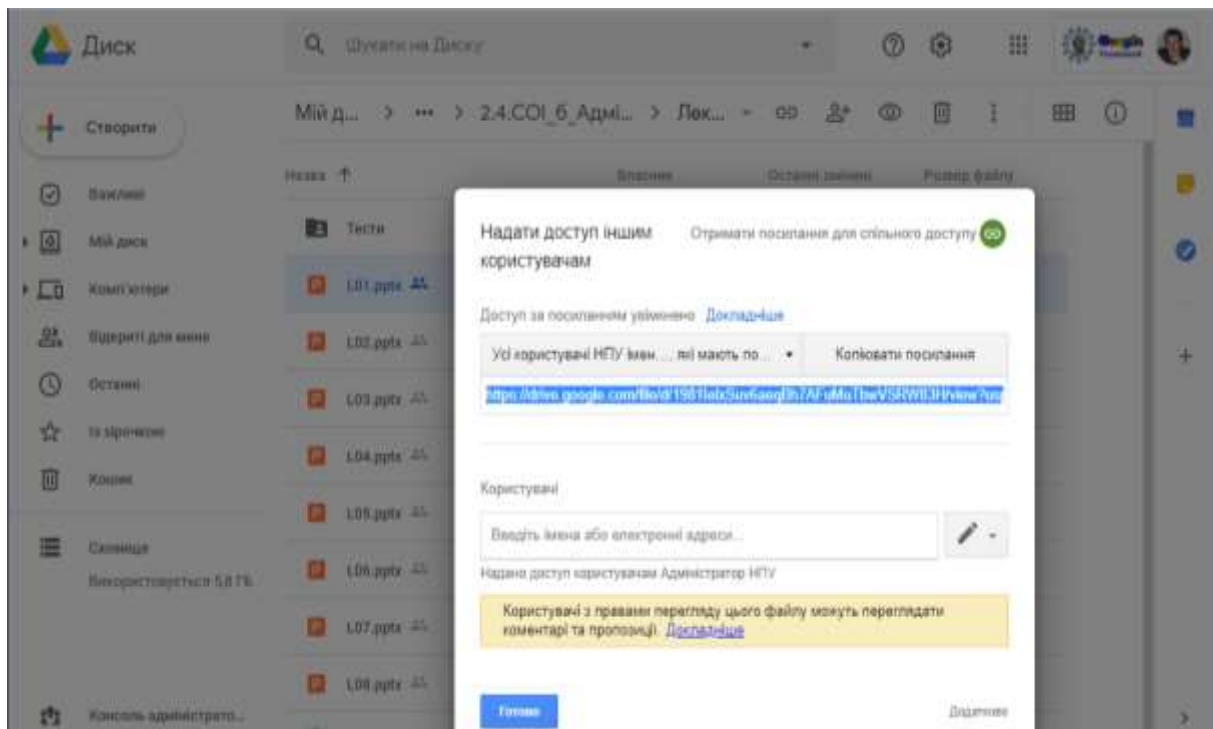 Диск
Шукати на Диску
Створити
Мій д... > ... > 2.4.СОІ_6_Адмі... > Лек...
Назва
Власник
Останні змінені
Розмір файлу
Важливі
Мій диск
Комп'ютери
Відкриті для мене
Останні
Із зірочкою
Кошик
Сховище
Використовується 5,8 ГБ
Консоль адміністрато...
Тести
L01.pptx
L02.pptx
L03.pptx
L04.pptx
L05.pptx
L06.pptx
L07.pptx
L08.pptx
Надати доступ іншим користувачам
Отримати посилання для спільного доступу
Доступ за посиланням увімкнено Докладніше
Усі користувачі НПУ імен..., які мають по...
Копіювати посилання
Користувачі
Введіть імена або електронні адреси...
Надано доступ користувачам Адміністратор НПУ
Користувачі з правами перегляду цього файлу можуть переглядати
коментарі та пропозиції. Докладніше
Готово
Додатково